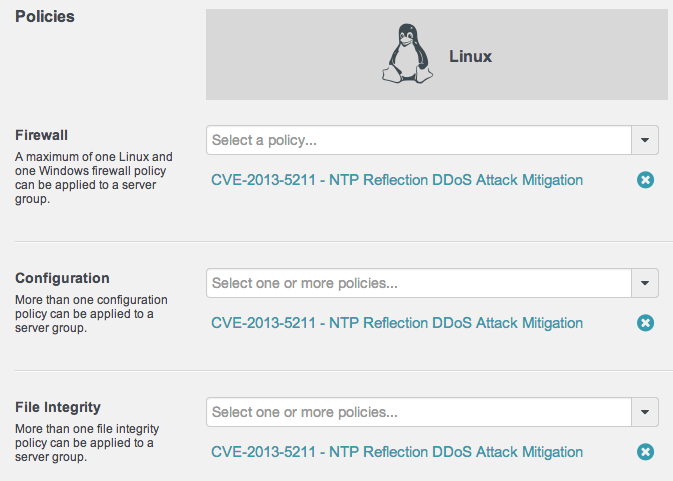 Policies
Linux
Firewall
A maximum of one Linux and
one Windows firewall policy
can be applied to a server
group.
Select a policy...
CVE-2013-5211 - NTP Reflection DDoS Attack Mitigation
Configuration
More than one configuration
policy can be applied to a
server group.
Select one or more policies...
CVE-2013-5211 - NTP Reflection DDoS Attack Mitigation
File Integrity
More than one file integrity
policy can be applied to a
server group.
Select one or more policies...
CVE-2013-5211 - NTP Reflection DDoS Attack Mitigation